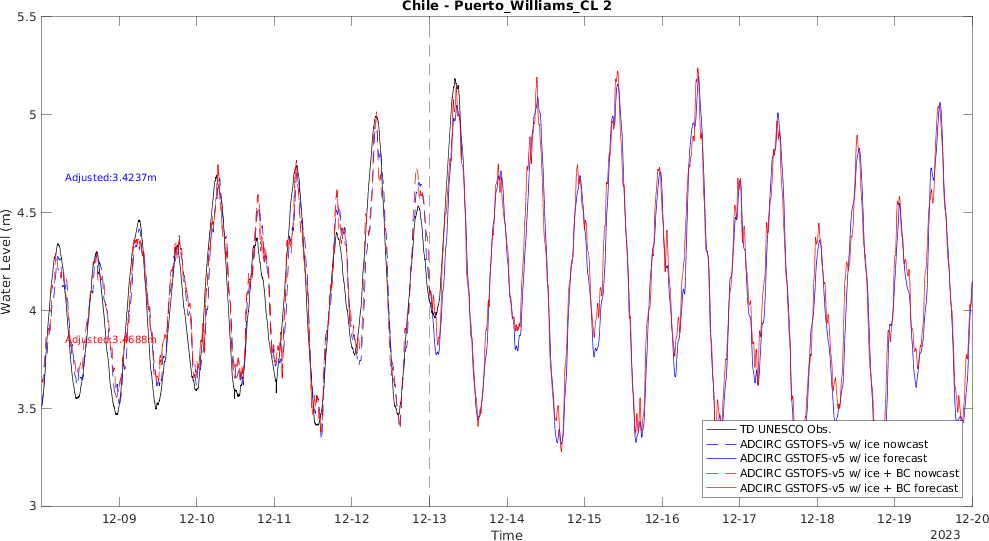 Chile - Puerto_Williams_CL 2
5.5
5
4.5
4
3.5
3
Water Level (m)
Adjusted:3.4237m
Adjusted:3.4688m
TD UNESCO Obs.
ADCIRC GSTOFS-v5 w/ ice nowcast
ADCIRC GSTOFS-v5 w/ ice forecast
ADCIRC GSTOFS-v5 w/ ice + BC nowcast
ADCIRC GSTOFS-v5 w/ ice + BC forecast
12-09 12-10 12-11 12-12 12-13 12-14 12-15 12-16 12-17 12-18 12-19 12-20
Time
2023